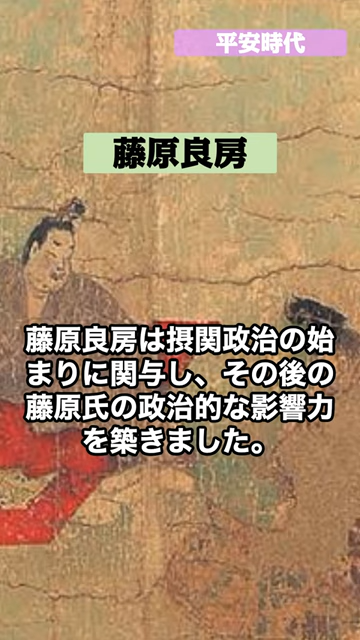 平安時代
藤原良房
藤原良房は摂関政治の始
まりに関与し、その後の
藤原氏の政治的な影響力
を築きました。